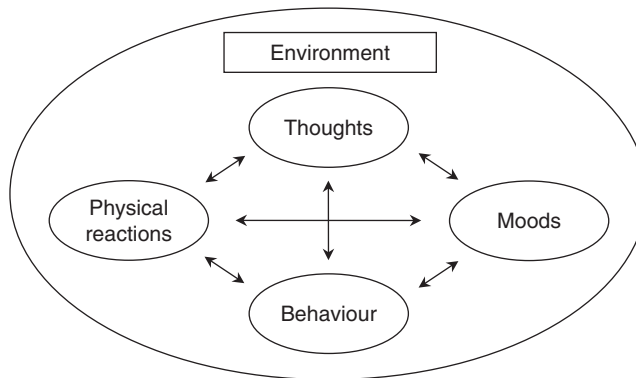 Environment
Thoughts
Physical
reactions
Moods
Behaviour